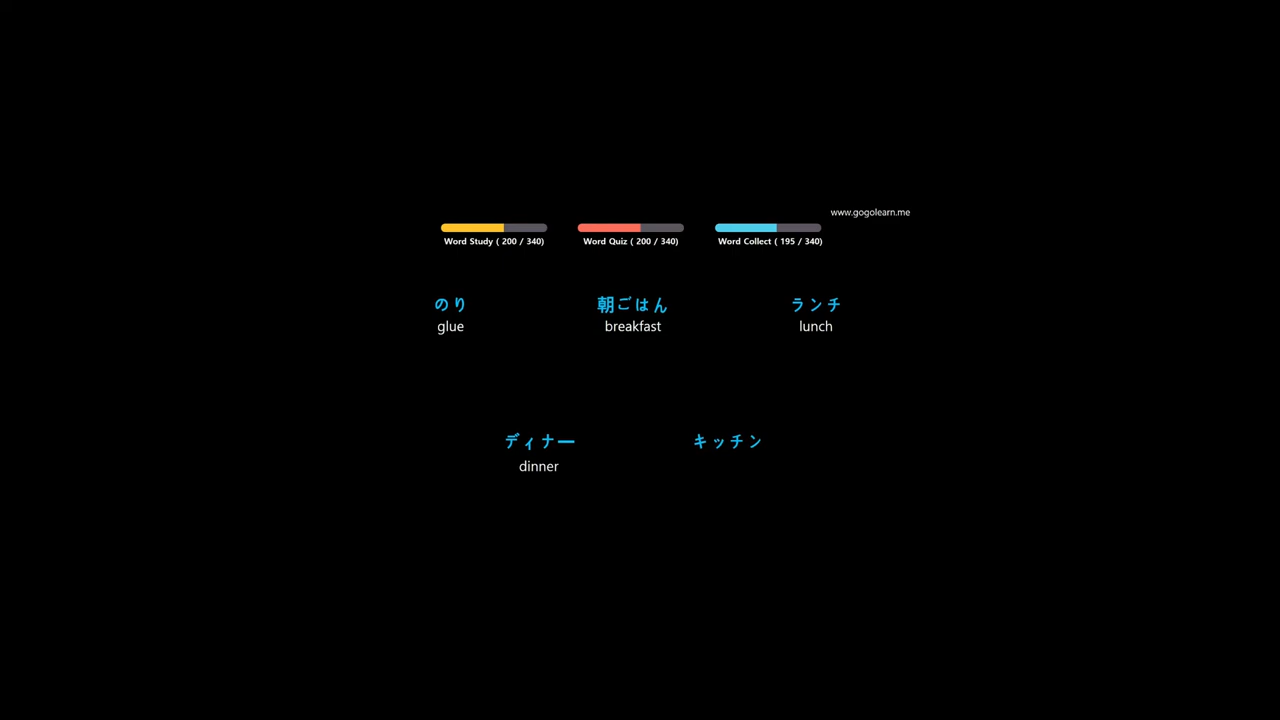 www.gogolearn.me
Word Study ( 200 / 340)
Word Quiz ( 200 / 340)
Word Collect ( 195 / 340)
のり
glue
朝ごはん
breakfast
ランチ
lunch
ディナー
dinner
キッチン